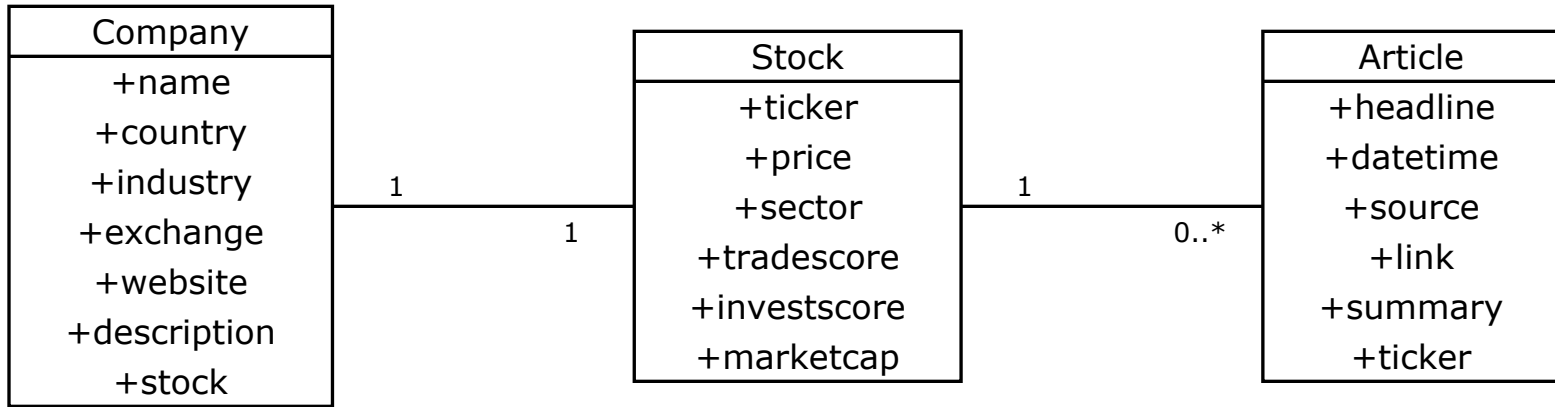 Company
+name
+country
+industry
+exchange
+website
+description
+stock
1
1
Stock
+ticker
+price
+sector
+tradescore
+investscore
+marketcap
1
0..*
Article
+headline
+datetime
+source
+link
+summary
+ticker